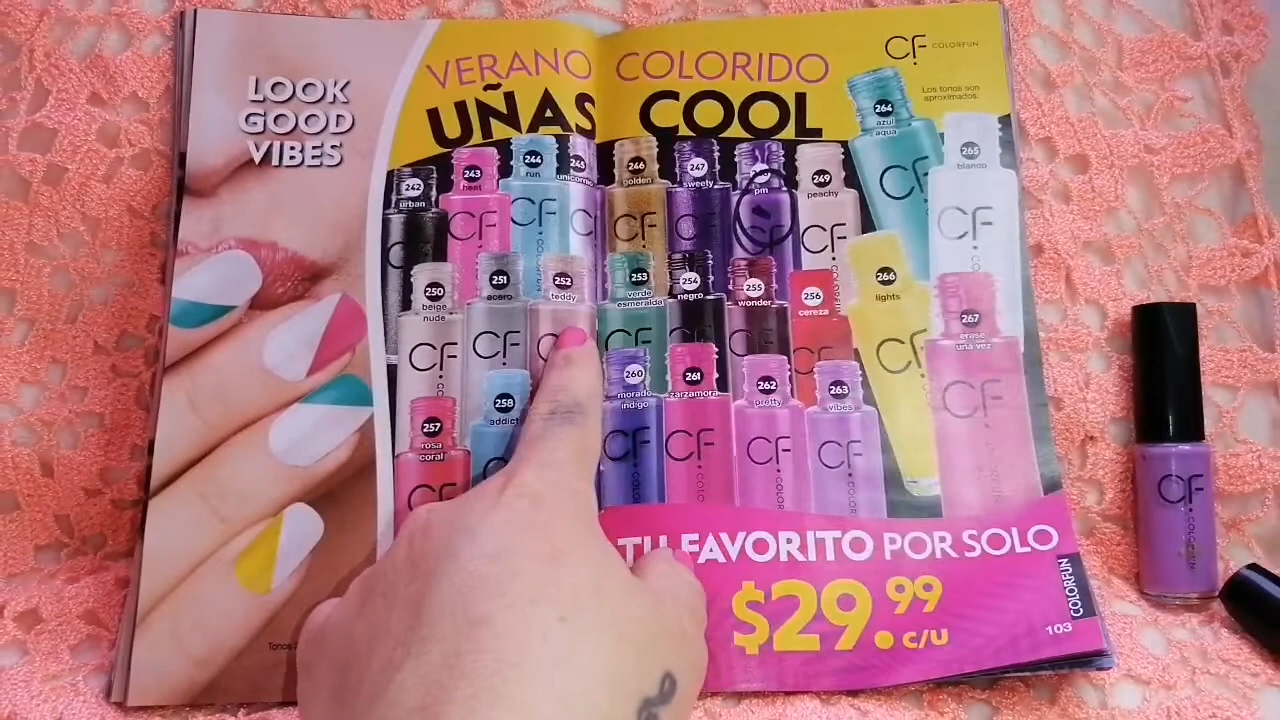 LOOK
GOOD
VIBES
VERANO COLORIDO
UÑAS COOL
CF COLORFUN
Los tonos son
aproximados.
242
urban
243
heat
244
run
245
unicornio
246
golden
247
sweety
pm
249
peachy
264
azul
aqua
265
blanco
250
beige
nude
251
acero
252
teddy
253
verde
esmeralda
254
negro
255
wonder
256
cereza
266
lights
267
erase
una vez
257
rosa
coral
258
addict
260
morado
índigo
261
zarzamora
262
pretty
263
vibes
CF
COLORFUN
TU FAVORITO POR SOLO
$29.99 c/u
COLORFUN
103
Tonos
CF
COLORFUN